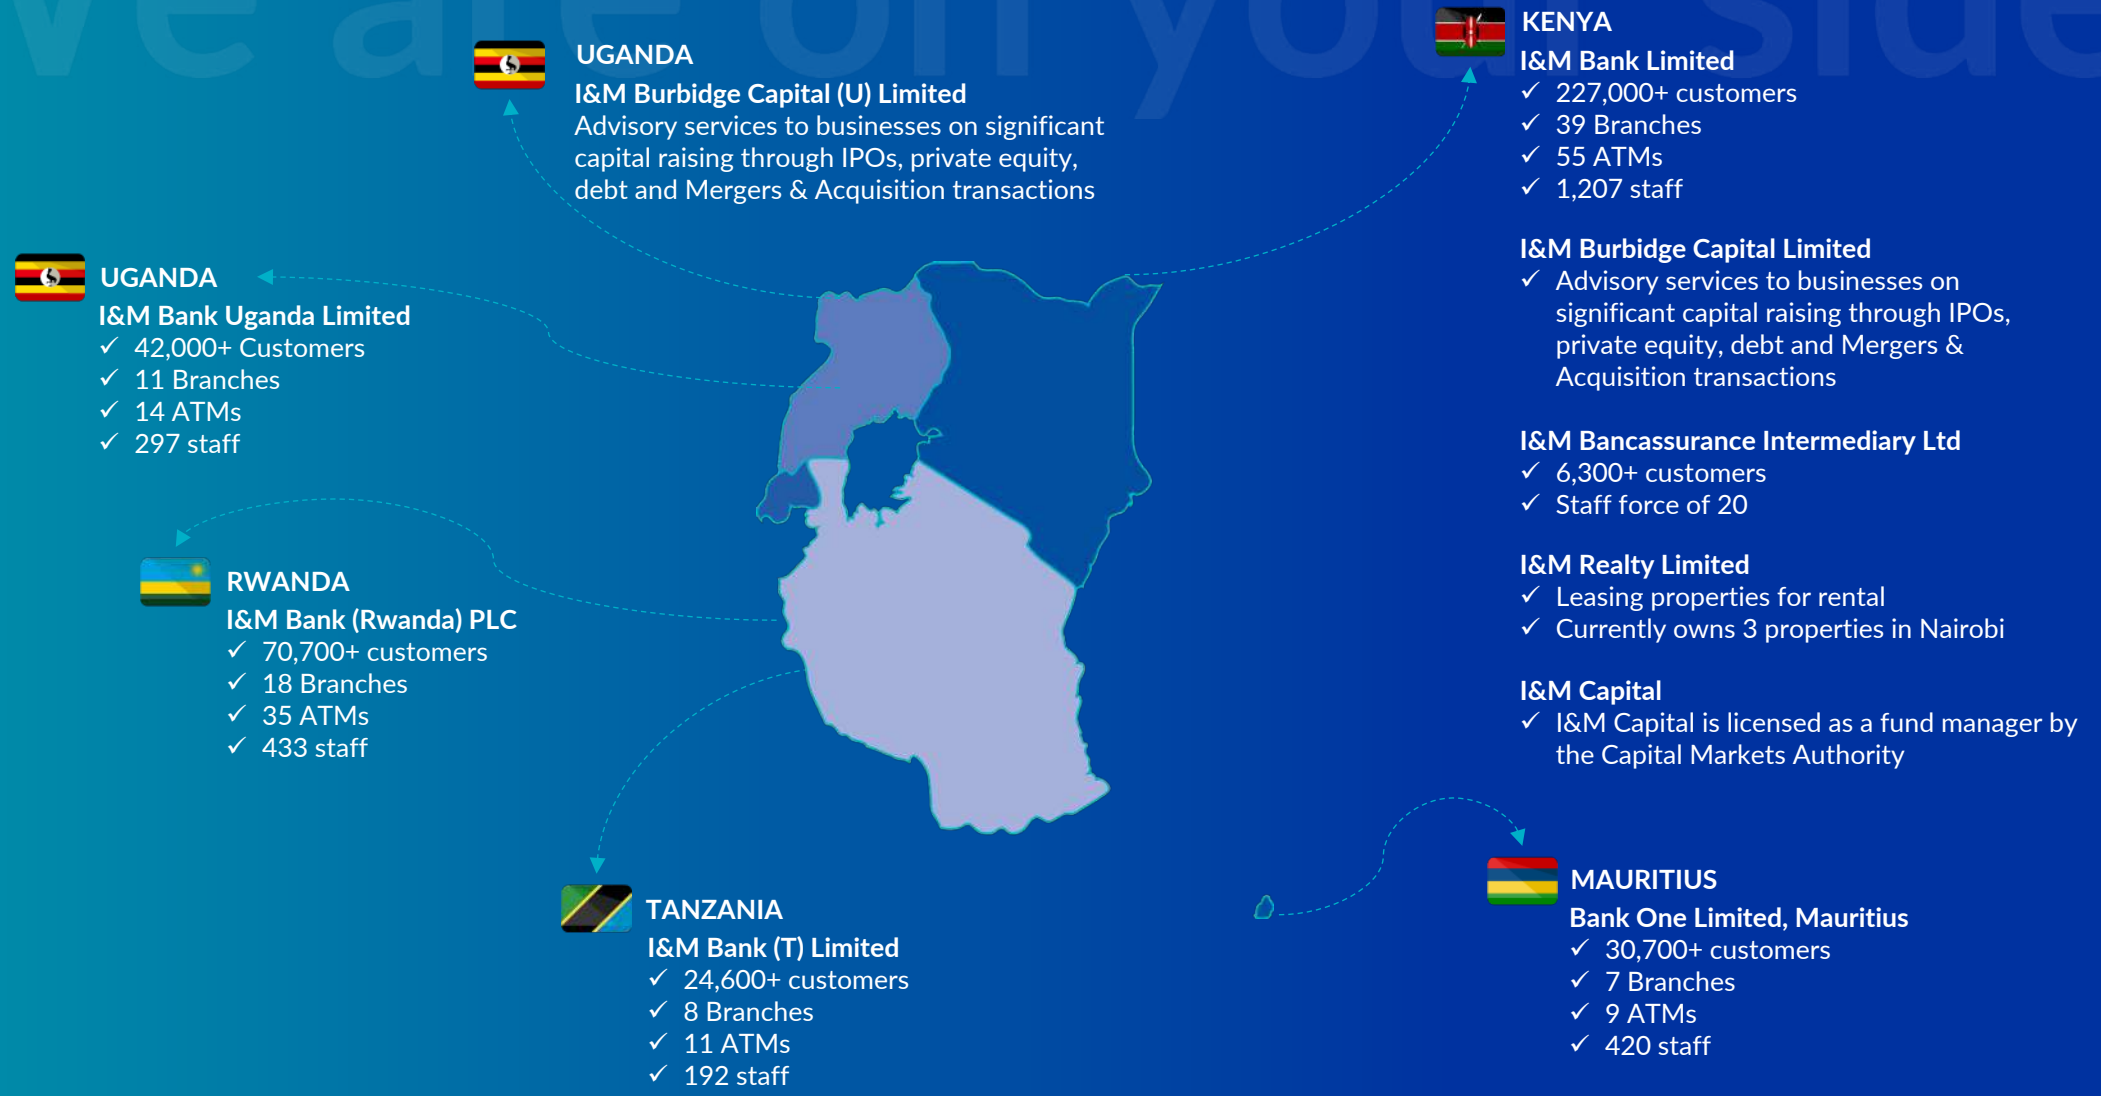 We are on your side
UGANDA
I&M Burbidge Capital (U) Limited
Advisory services to businesses on significant
capital raising through IPOs, private equity,
debt and Mergers & Acquisition transactions
UGANDA
I&M Bank Uganda Limited
✓ 42,000+ Customers
✓ 11 Branches
✓ 14 ATMs
✓ 297 staff
RWANDA
I&M Bank (Rwanda) PLC
✓ 70,700+ customers
✓ 18 Branches
✓ 35 ATMs
✓ 433 staff
TANZANIA
I&M Bank (T) Limited
✓ 24,600+ customers
✓ 8 Branches
✓ 11 ATMs
✓ 192 staff
KENYA
I&M Bank Limited
✓ 227,000+ customers
✓ 39 Branches
✓ 55 ATMs
✓ 1,207 staff
I&M Burbidge Capital Limited
✓ Advisory services to businesses on
significant capital raising through IPOs,
private equity, debt and Mergers &
Acquisition transactions
I&M Bancassurance Intermediary Ltd
✓ 6,300+ customers
✓ Staff force of 20
I&M Realty Limited
✓ Leasing properties for rental
✓ Currently owns 3 properties in Nairobi
I&M Capital
✓ I&M Capital is licensed as a fund manager by
the Capital Markets Authority
MAURITIUS
Bank One Limited, Mauritius
✓ 30,700+ customers
✓ 7 Branches
✓ 9 ATMs
✓ 420 staff